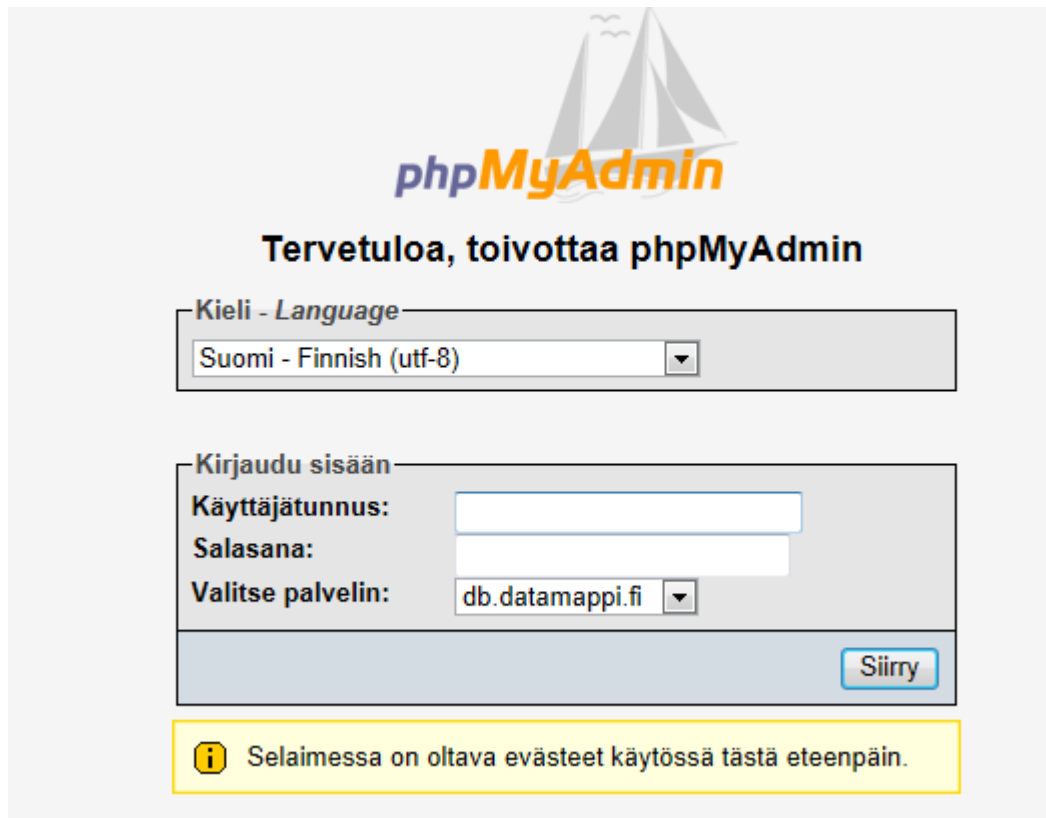 phpMyAdmin
Tervetuloa, toivottaa phpMyAdmin
Kieli - Language
Suomi - Finnish (utf-8)
Kirjaudu sisään
Käyttäjätunnus:
Salasana:
Valitse palvelin: db.datamappi.fi
Siirry
Selaimessa on oltava evästeet käytössä tästä eteenpäin.